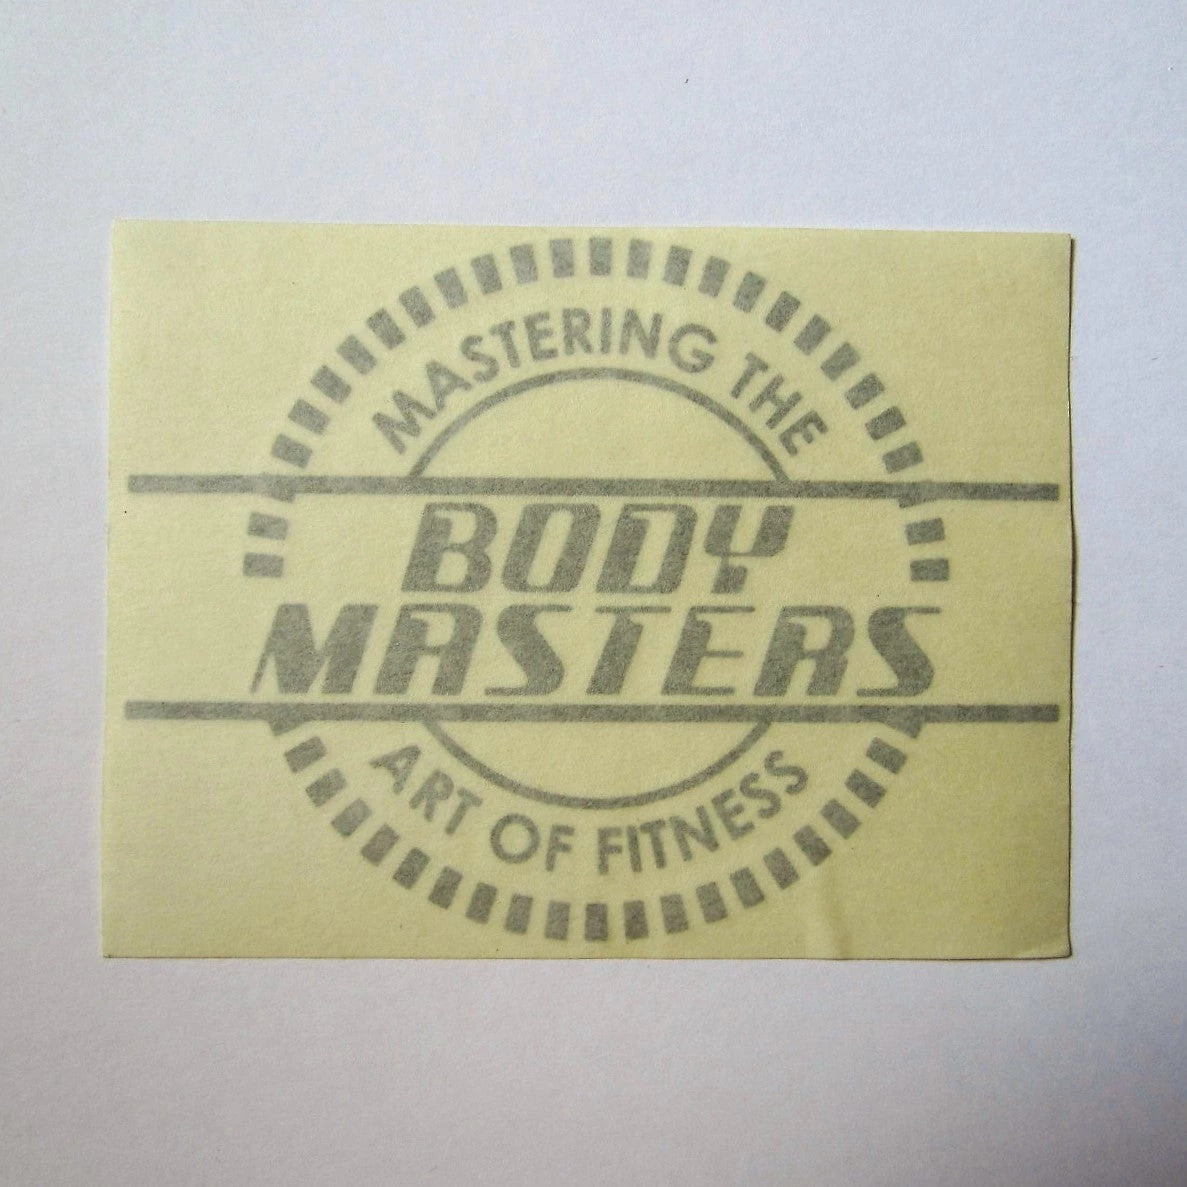 MASTERING THE
BODY
MASTERS
ART OF FITNESS